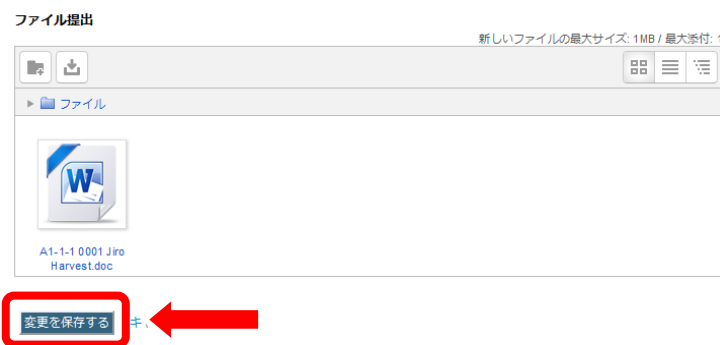 ファイル提出
新しいファイルの最大サイズ: 1MB / 最大添付: 1
ファイル
W
A1-1-1 0001 Jiro
Harvest.doc
変更を保存する